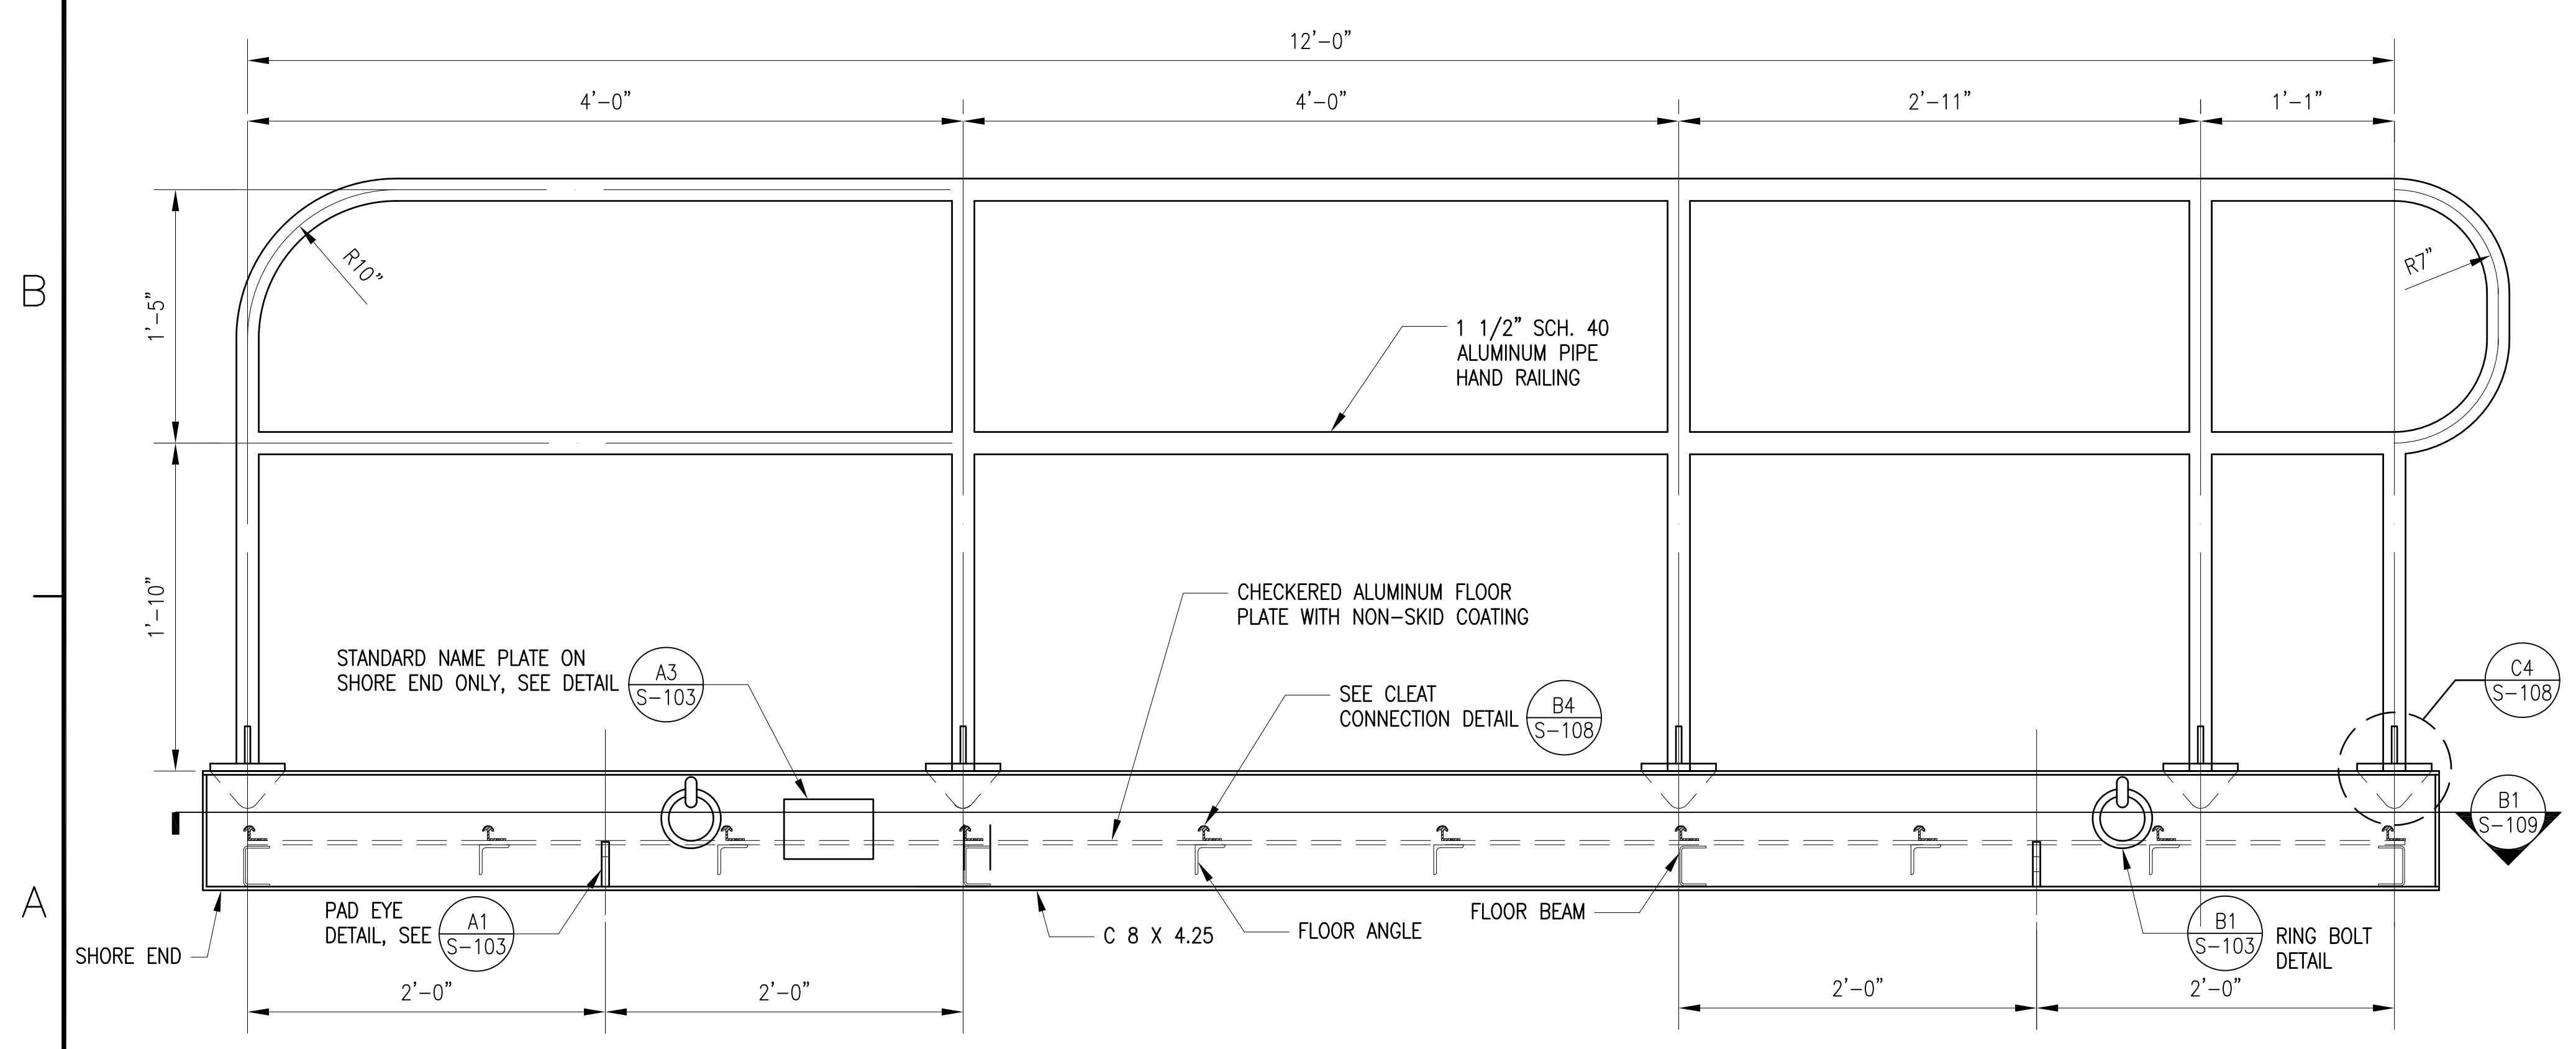 12'-0"
4'-0"
4'-0"
2'-11"
1'-1"
B
1'-5"
R10"
R7"
1 1/2" SCH. 40
ALUMINUM PIPE
HAND RAILING
1'-10"
CHECKERED ALUMINUM FLOOR
PLATE WITH NON-SKID COATING
STANDARD NAME PLATE ON
SHORE END ONLY, SEE DETAIL
A3
S-103
SEE CLEAT
CONNECTION DETAIL
B4
S-108
C4
S-108
B1
S-109
A
PAD EYE
DETAIL, SEE
A1
S-103
SHORE END
C 8 X 4.25
FLOOR ANGLE
FLOOR BEAM
B1
S-103
RING BOLT
DETAIL
2'-0"
2'-0"
2'-0"
2'-0"